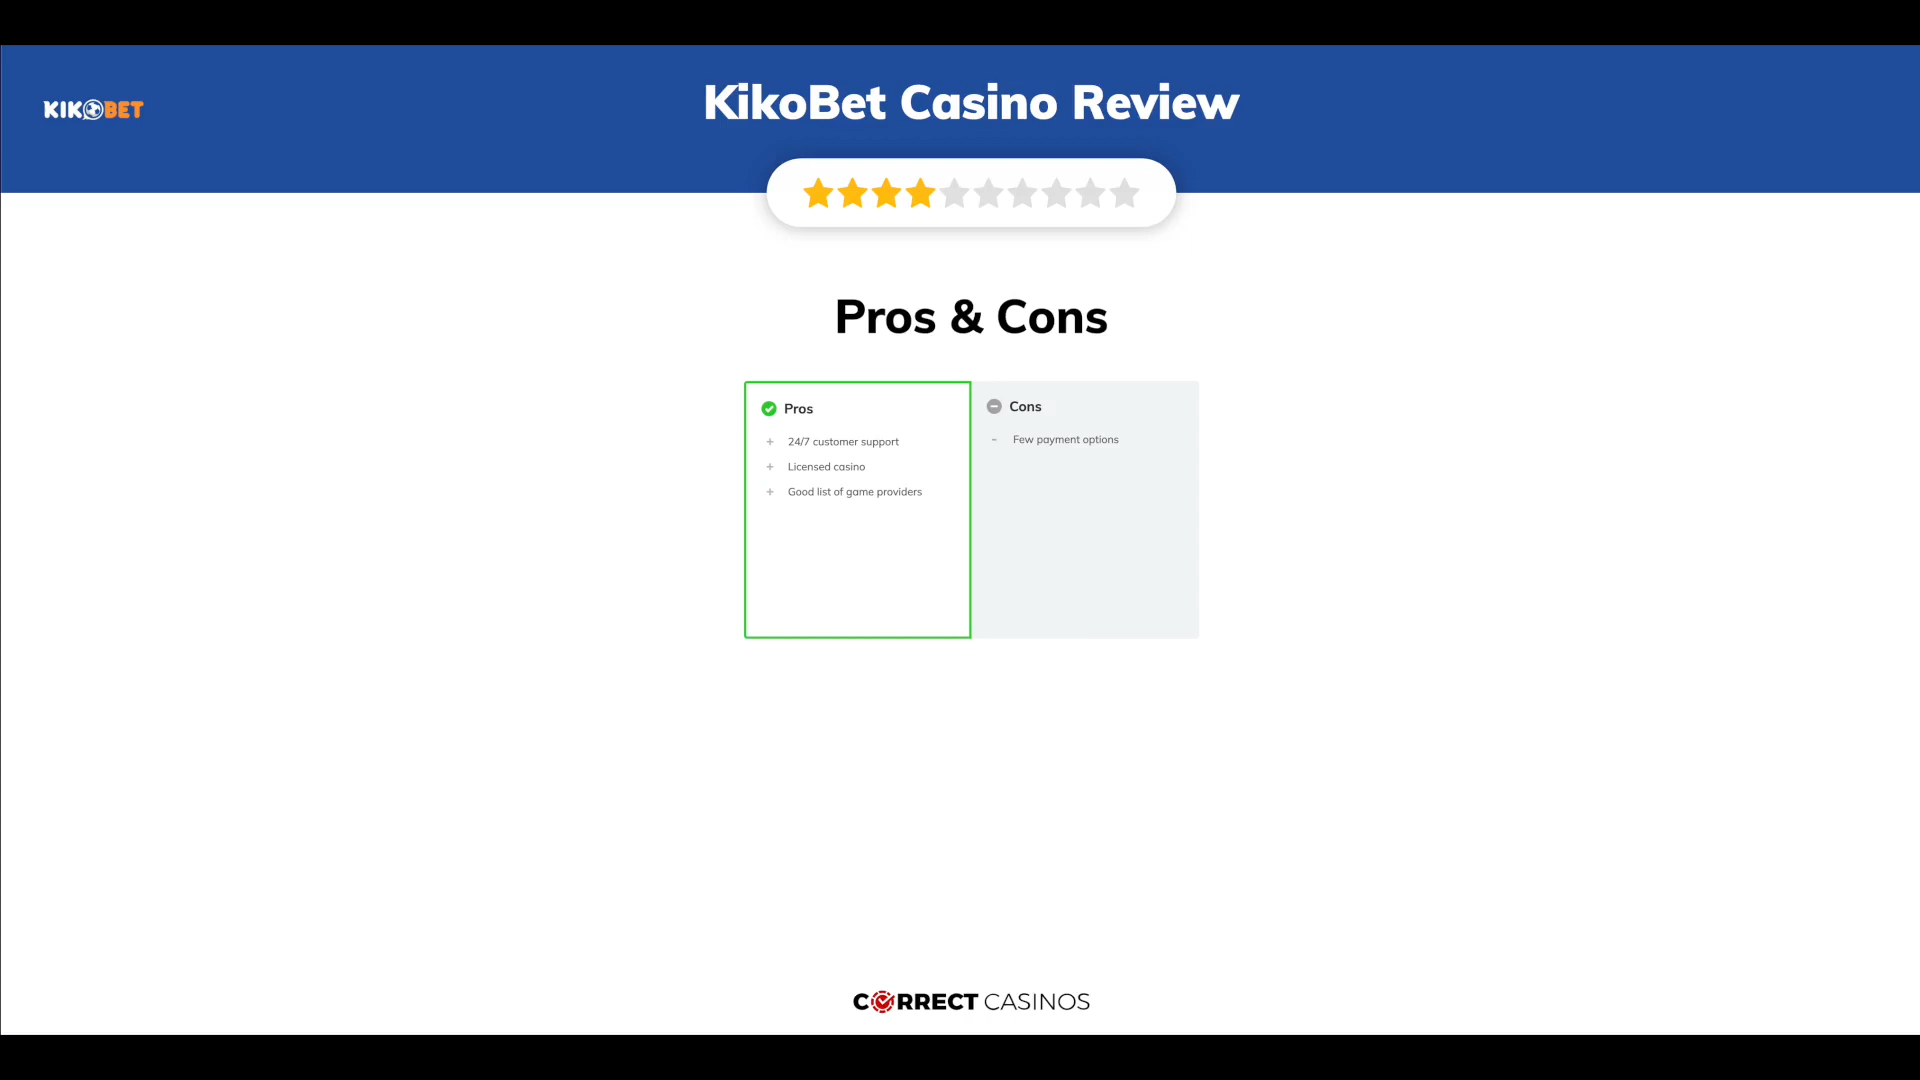 KIKOBET
KikoBet Casino Review
Pros & Cons
Pros
+ 24/7 customer support
+ Licensed casino
+ Good list of game providers
Cons
- Few payment options
CORRECT CASINOS